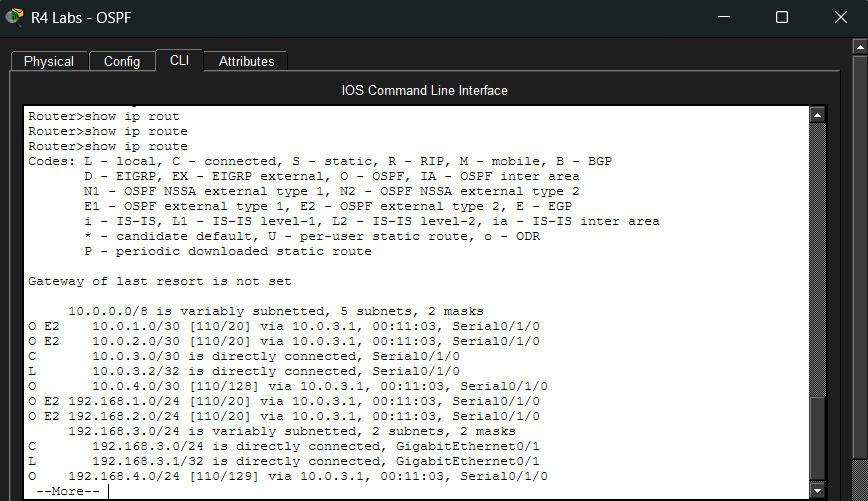 R4 Labs - OSPF
Physical Config CLI Attributes
IOS Command Line Interface
Router>show ip rout
Router>show ip route
Router>show ip route
Codes: L - local, C - connected, S - static, R - RIP, M - mobile, B - BGP
       D - EIGRP, EX - EIGRP external, O - OSPF, IA - OSPF inter area
       N1 - OSPF NSSA external type 1, N2 - OSPF NSSA external type 2
       E1 - OSPF external type 1, E2 - OSPF external type 2, E - EGP
       i - IS-IS, L1 - IS-IS level-1, L2 - IS-IS level-2, ia - IS-IS inter area
       * - candidate default, U - per-user static route, o - ODR
       P - periodic downloaded static route
Gateway of last resort is not set
     10.0.0.0/8 is variably subnetted, 5 subnets, 2 masks
O E2    10.0.1.0/30 [110/20] via 10.0.3.1, 00:11:03, Serial0/1/0
O E2    10.0.2.0/30 [110/20] via 10.0.3.1, 00:11:03, Serial0/1/0
C       10.0.3.0/30 is directly connected, Serial0/1/0
L       10.0.3.2/32 is directly connected, Serial0/1/0
O       10.0.4.0/30 [110/128] via 10.0.3.1, 00:11:03, Serial0/1/0
O E2 192.168.1.0/24 [110/20] via 10.0.3.1, 00:11:03, Serial0/1/0
O E2 192.168.2.0/24 [110/20] via 10.0.3.1, 00:11:03, Serial0/1/0
     192.168.3.0/24 is variably subnetted, 2 subnets, 2 masks
C       192.168.3.0/24 is directly connected, GigabitEthernet0/1
L       192.168.3.1/32 is directly connected, GigabitEthernet0/1
O    192.168.4.0/24 [110/129] via 10.0.3.1, 00:11:03, Serial0/1/0
 --More--